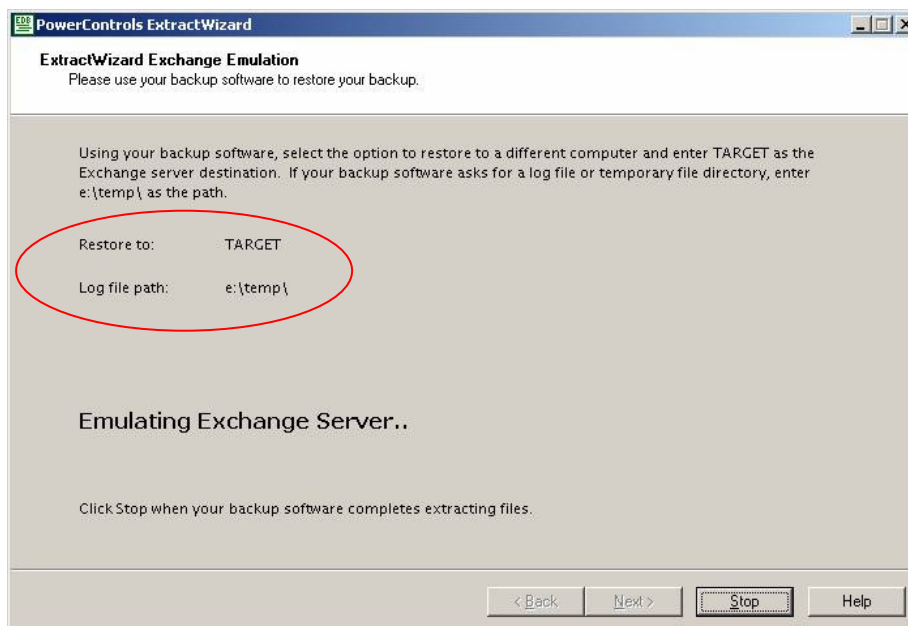 EDB PowerControls ExtractWizard
ExtractWizard Exchange Emulation
Please use your backup software to restore your backup.
Using your backup software, select the option to restore to a different computer and enter TARGET as the
Exchange server destination. If your backup software asks for a log file or temporary file directory, enter
e:\temp\ as the path.
Restore to: TARGET
Log file path: e:\temp\
Emulating Exchange Server..
Click Stop when your backup software completes extracting files.
< Back Next > Stop Help